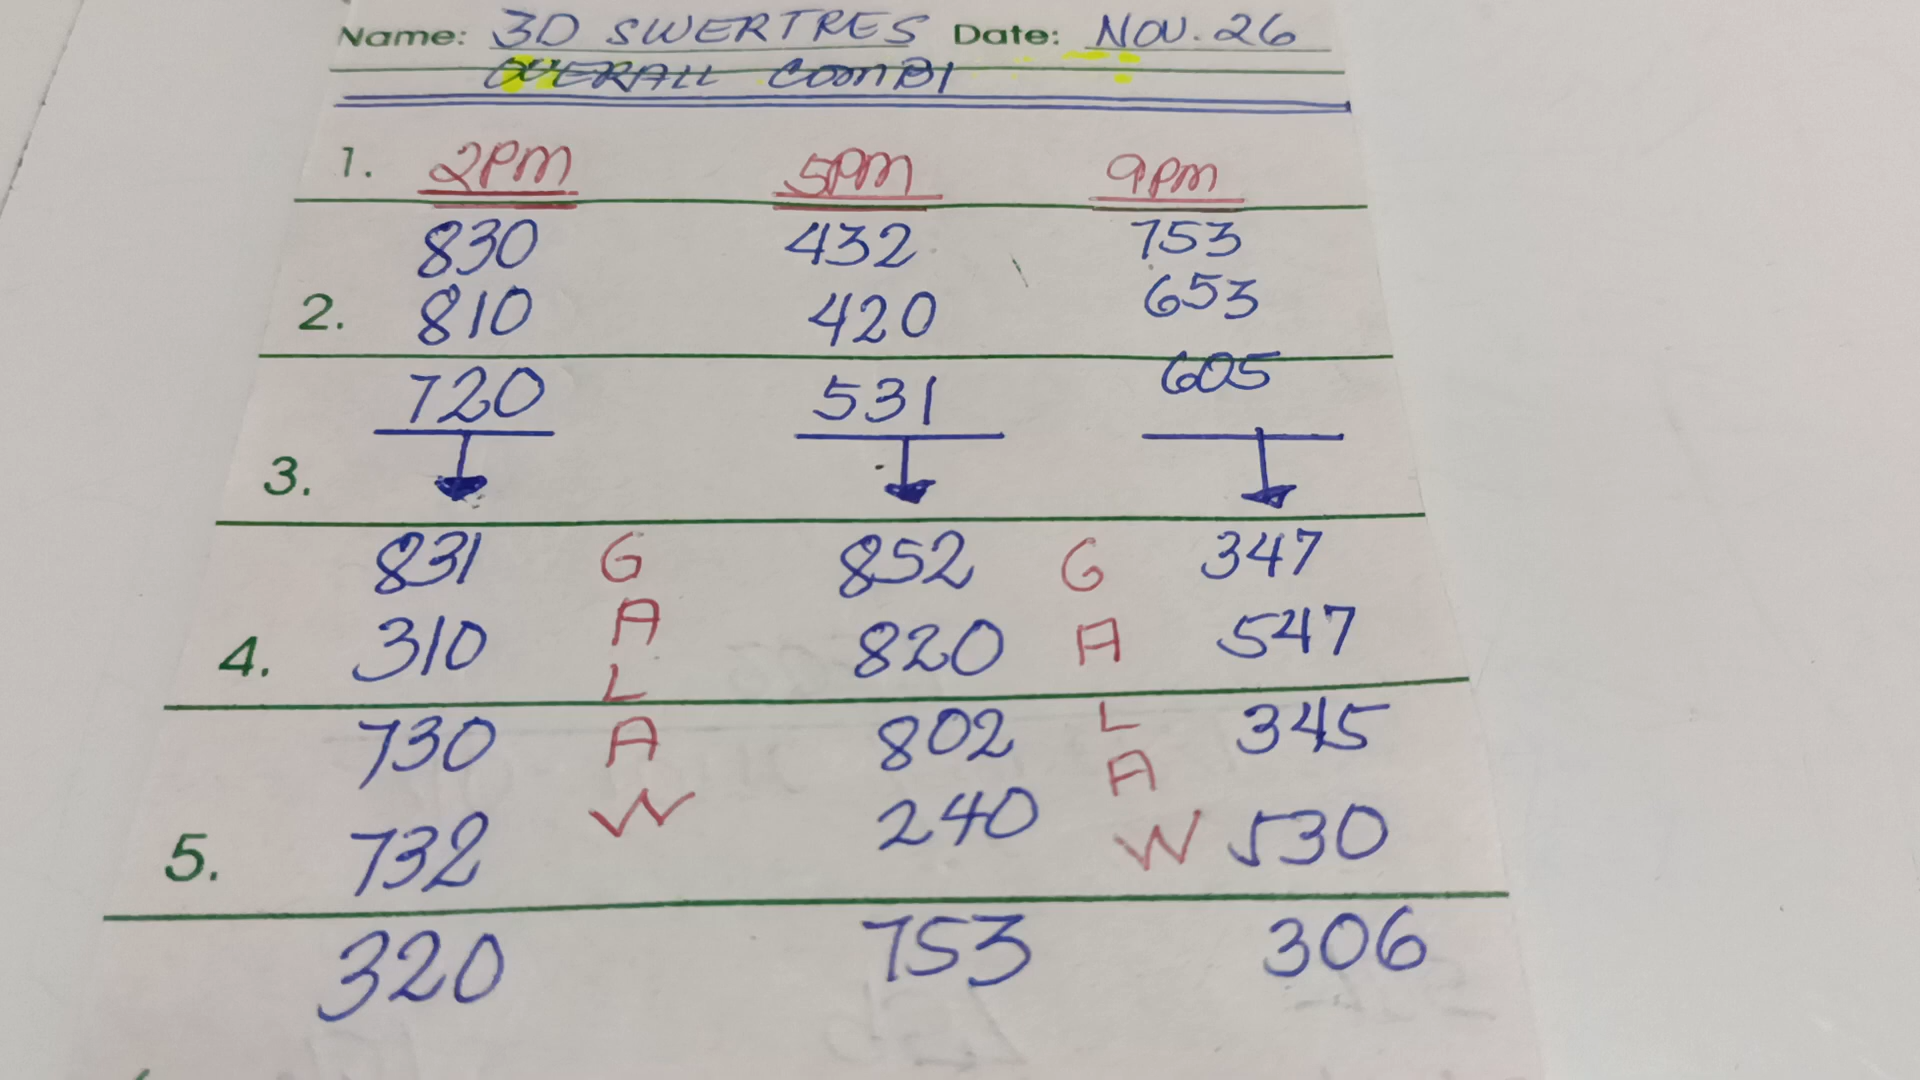 Name: 3D SWERTRES Date: NOV. 26
OVERALL COMBI
1. 2PM 5PM 9PM
830 432 753
2. 810 420 653
720 531 605
3.
831 G 852 G 347
4. 310 A 820 A 547
L
730 A 802 L 345
A
5. 732 W 240 W 530
320 753 306